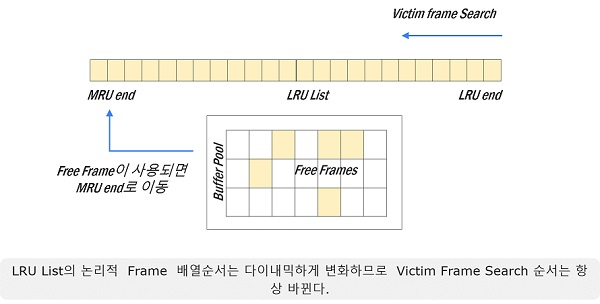 Victim frame Search
MRU end
LRU List
LRU end
Free Frame이 사용되면
MRU end로 이동
Buffer Pool
Free Frames
LRU List의 논리적 Frame 배열순서는 다이내믹하게 변화하므로 Victim Frame Search 순서는 항
상 바뀐다.